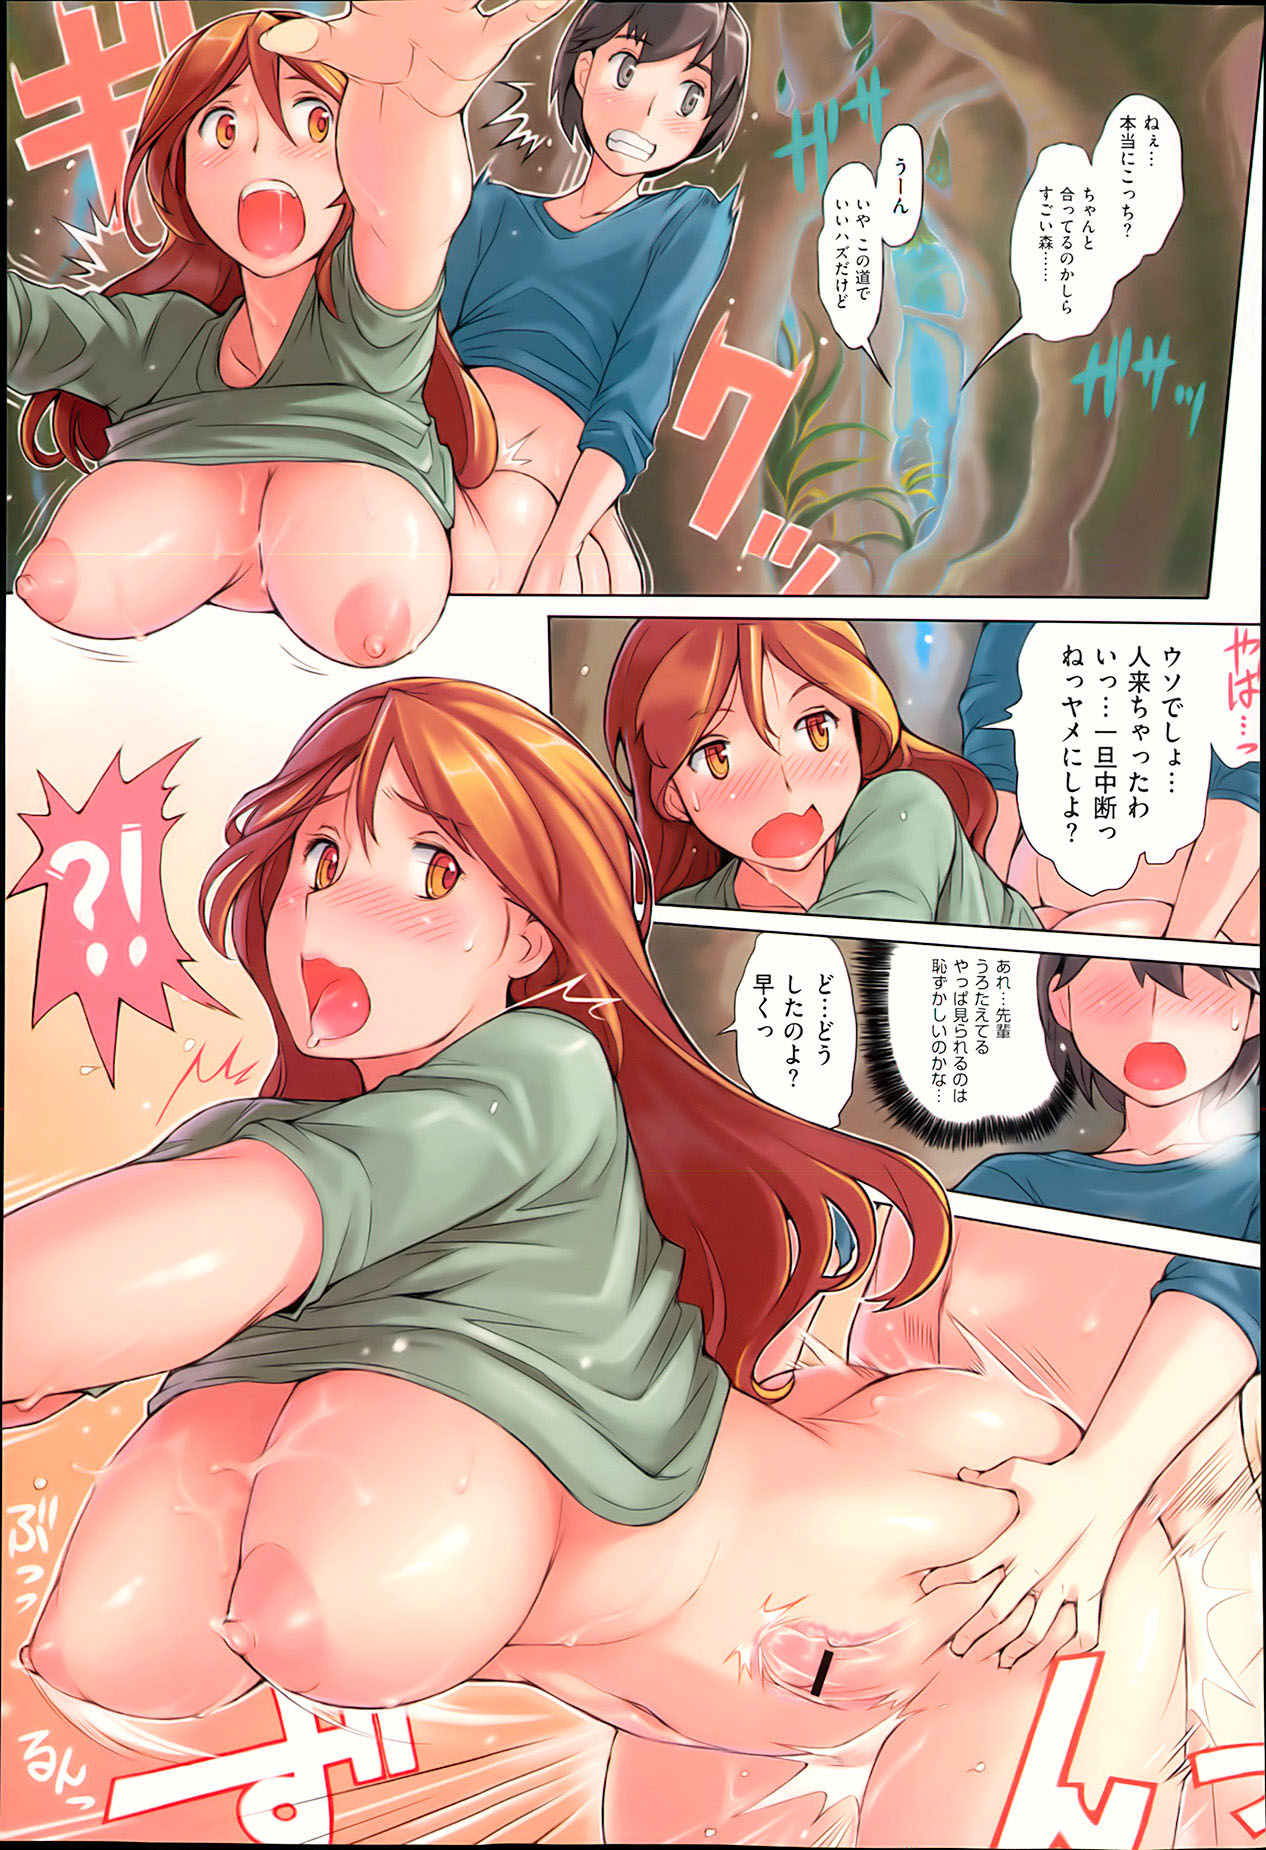 ねぇ…
本当にこっち？
ちゃんと
合ってるのかしら
すごい森……
うーん
いや この道で
いいハズだけど
ガサ
ガサ
ガサッ
ギ
クッ
やば…っ
ウソでしょ…
人来ちゃったわ
いっ…一旦中断っ
ねっヤメにしよ？
あれ…先輩
うろたえてる
やっぱ見られるのは
恥ずかしいのかな…
ど…どう
したのよ？
早くっ
?!
ぶっっ
るんっ
ずんっ